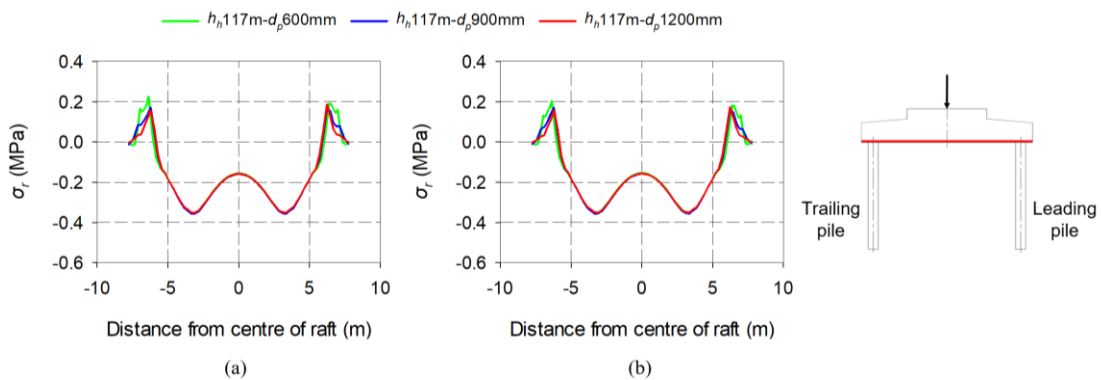 h_h117m-d_p600mm h_h117m-d_p900mm h_h117m-d_p1200mm
0.4
0.2
0.0
-0.2
-0.4
-0.6
σ_r (MPa)
-10 -5 0 5 10
Distance from centre of raft (m)
(a)
0.4
0.2
0.0
-0.2
-0.4
-0.6
σ_r (MPa)
-10 -5 0 5 10
Distance from centre of raft (m)
(b)
Trailing
pile
Leading
pile